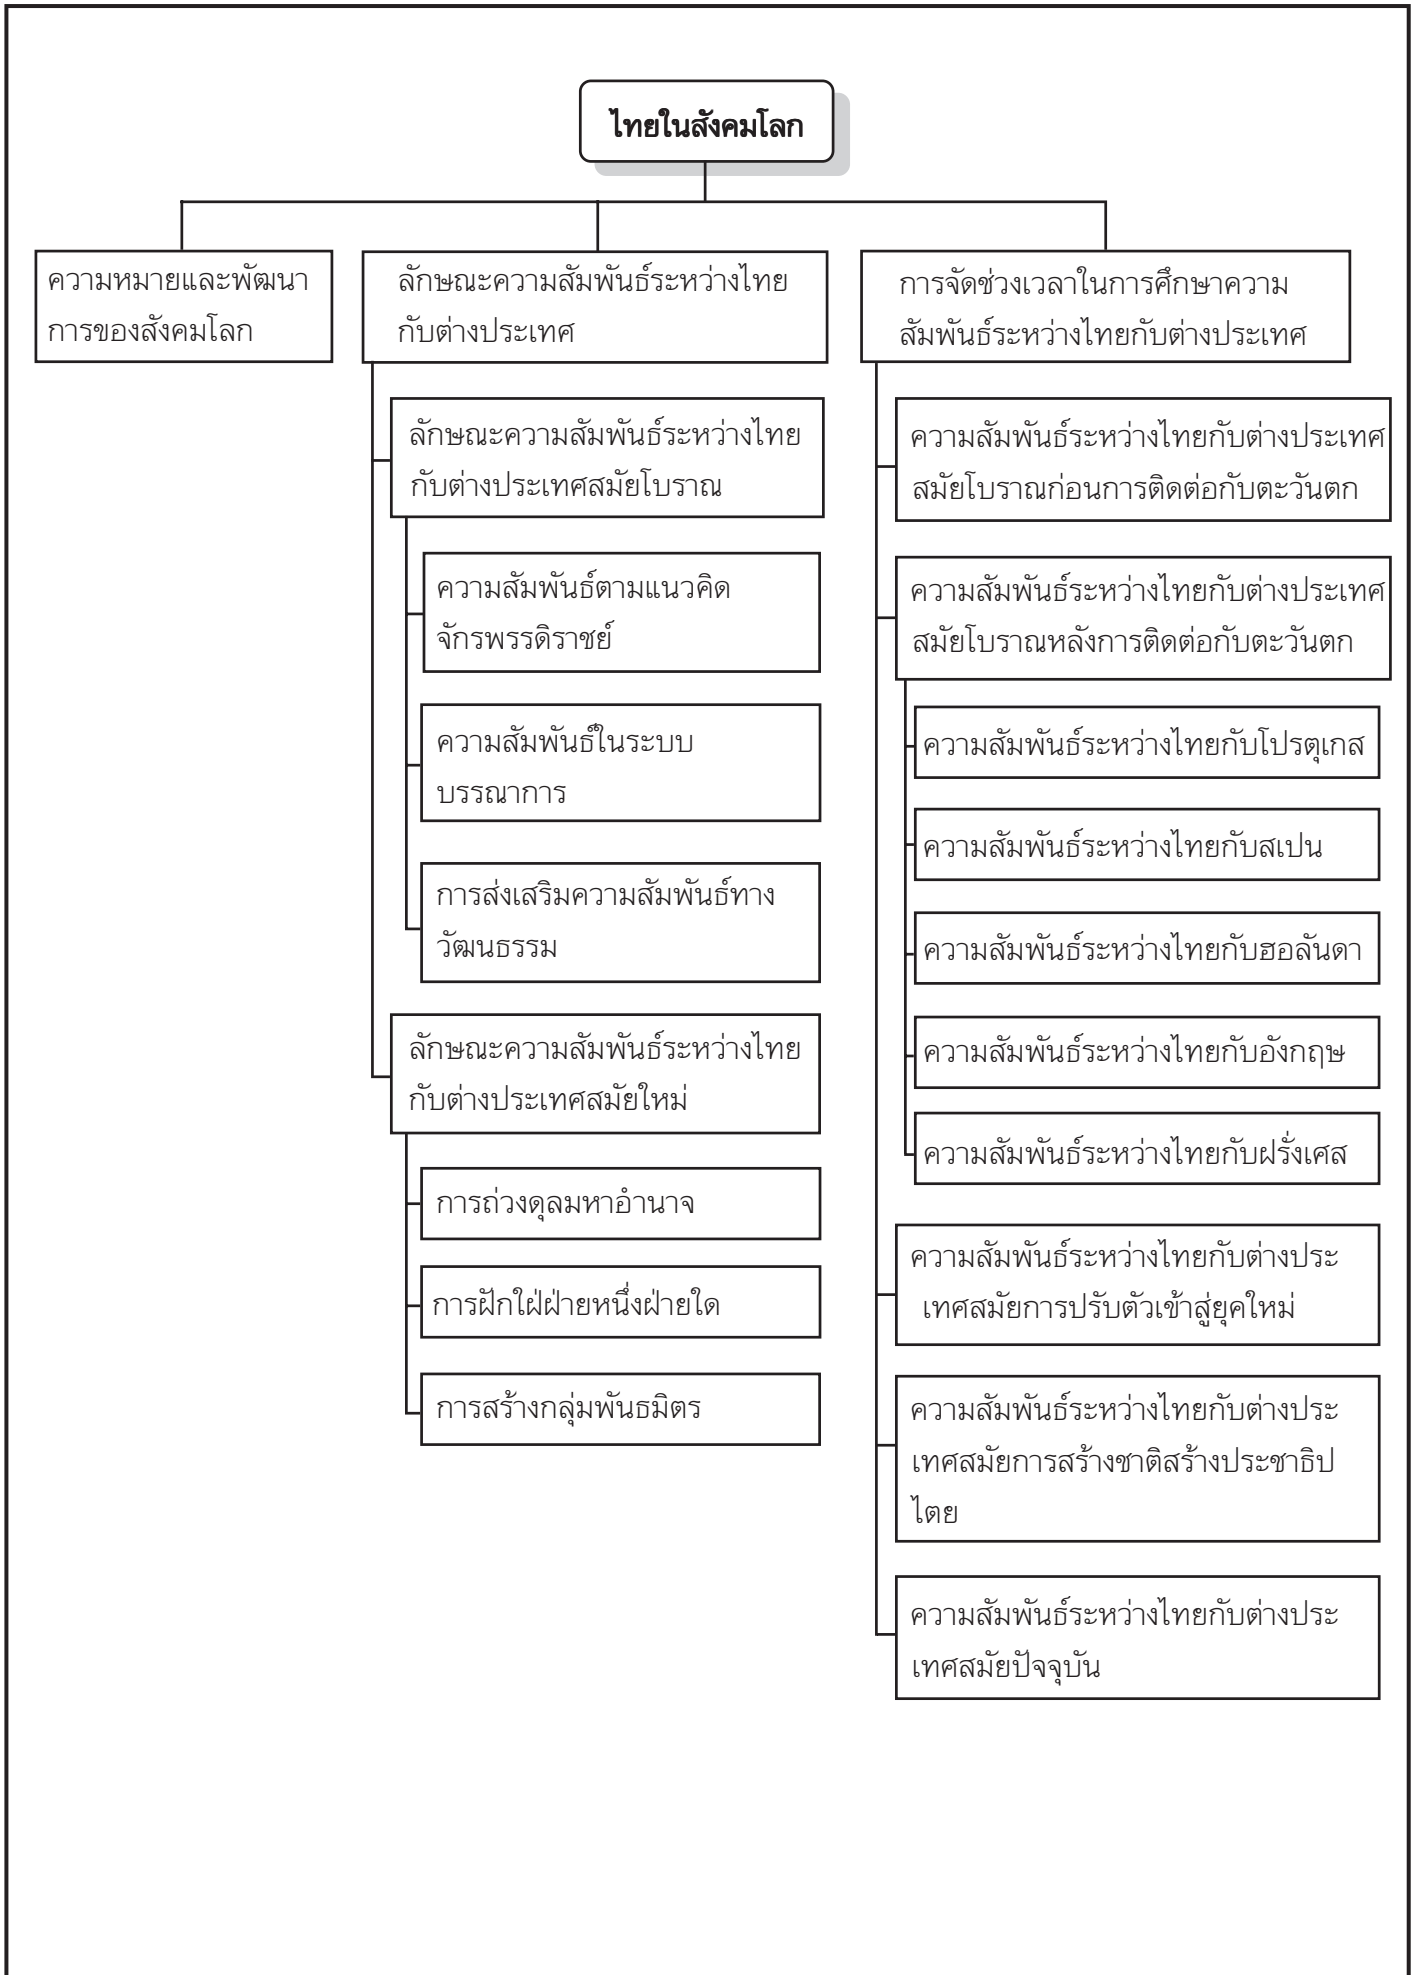 ไทยในสังคมโลก
ความหมายและพัฒนา
การของสังคมโลก
ลักษณะความสัมพันธ์ระหว่างไทย
กับต่างประเทศ
ลักษณะความสัมพันธ์ระหว่างไทย
กับต่างประเทศสมัยโบราณ
ความสัมพันธ์ตามแนวคิด
จักรพรรดิราชย์
ความสัมพันธ์ในระบบ
บรรณาการ
การส่งเสริมความสัมพันธ์ทาง
วัฒนธรรม
ลักษณะความสัมพันธ์ระหว่างไทย
กับต่างประเทศสมัยใหม่
การถ่วงดุลมหาอำนาจ
การฝักใฝ่ฝ่ายหนึ่งฝ่ายใด
การสร้างกลุ่มพันธมิตร
การจัดช่วงเวลาในการศึกษาความ
สัมพันธ์ระหว่างไทยกับต่างประเทศ
ความสัมพันธ์ระหว่างไทยกับต่างประเทศ
สมัยโบราณก่อนการติดต่อกับตะวันตก
ความสัมพันธ์ระหว่างไทยกับต่างประเทศ
สมัยโบราณหลังการติดต่อกับตะวันตก
ความสัมพันธ์ระหว่างไทยกับโปรตุเกส
ความสัมพันธ์ระหว่างไทยกับสเปน
ความสัมพันธ์ระหว่างไทยกับฮอลันดา
ความสัมพันธ์ระหว่างไทยกับอังกฤษ
ความสัมพันธ์ระหว่างไทยกับฝรั่งเศส
ความสัมพันธ์ระหว่างไทยกับต่างประ
เทศสมัยการปรับตัวเข้าสู่ยุคใหม่
ความสัมพันธ์ระหว่างไทยกับต่างประ
เทศสมัยการสร้างชาติสร้างประชาธิป
ไตย
ความสัมพันธ์ระหว่างไทยกับต่างประ
เทศสมัยปัจจุบัน